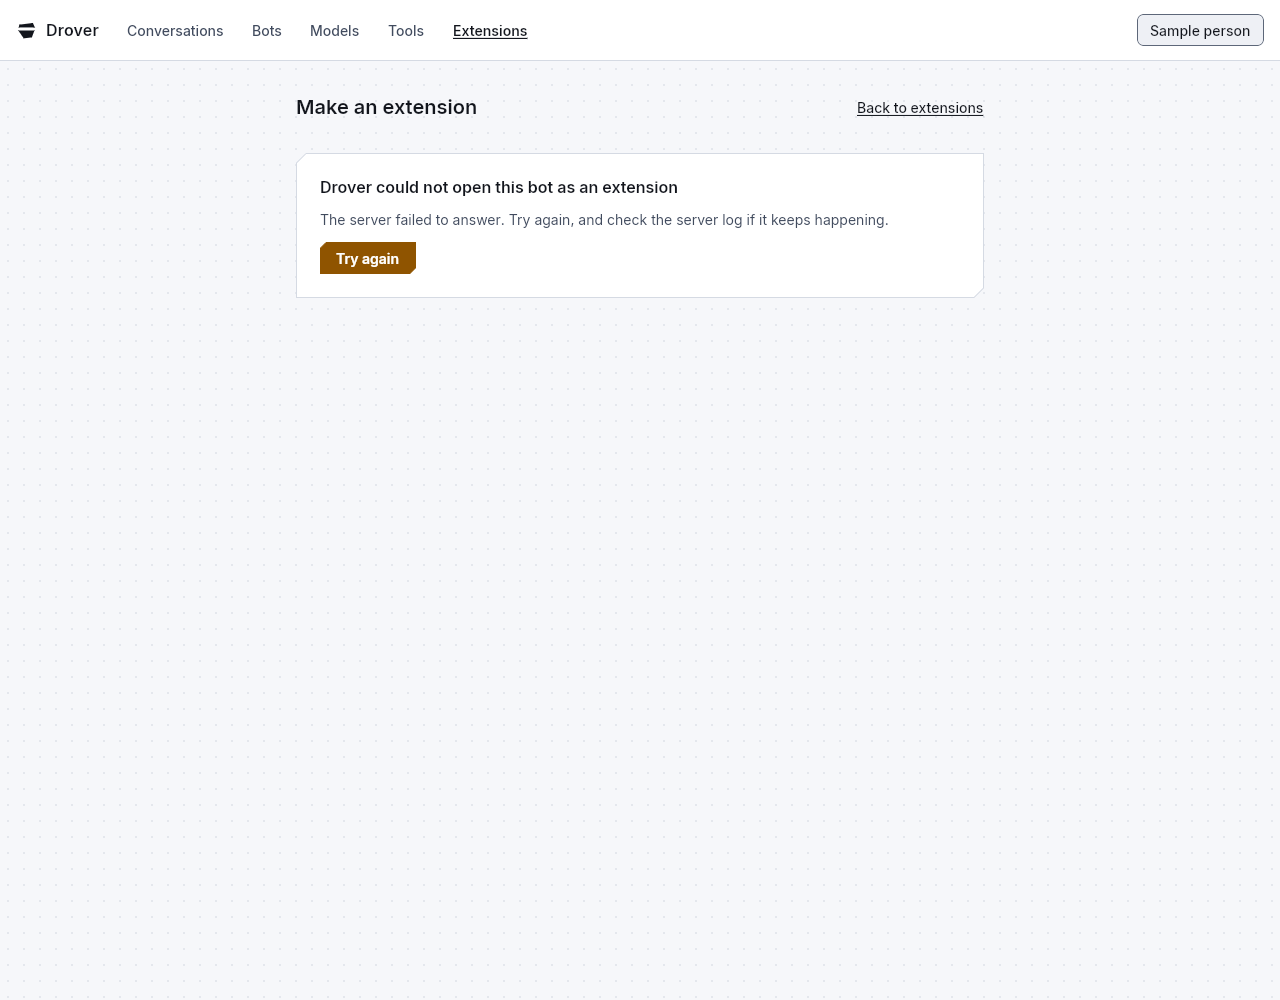 Drover
Conversations
Bots
Models
Tools
Extensions
Sample person
Make an extension
Back to extensions
Drover could not open this bot as an extension
The server failed to answer. Try again, and check the server log if it keeps happening.
Try again